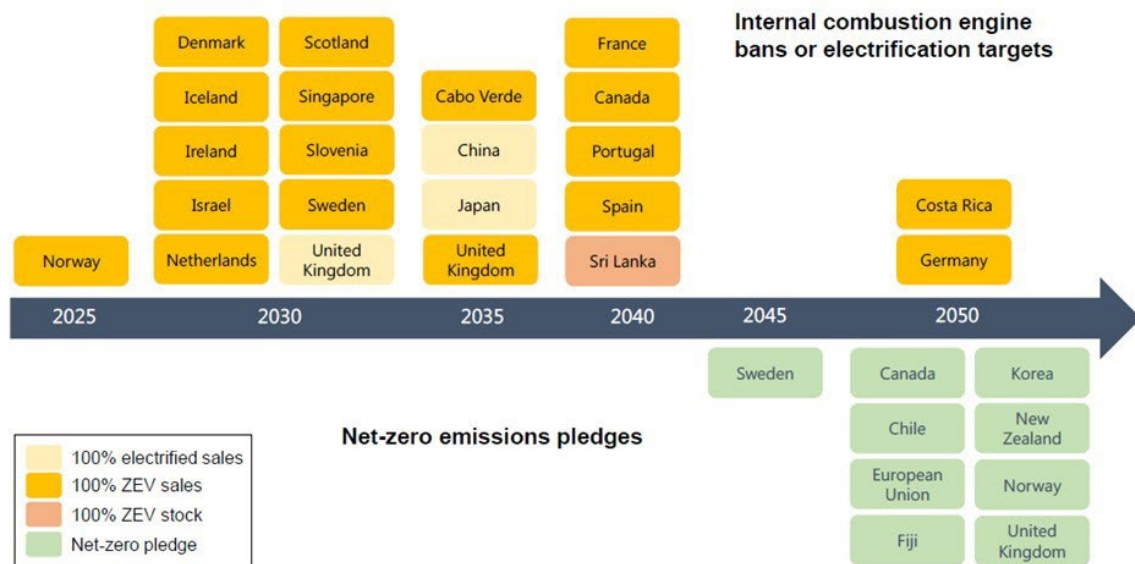 Internal combustion engine
bans or electrification targets
Denmark
Scotland
France
Iceland
Singapore
Cabo Verde
Canada
Ireland
Slovenia
China
Portugal
Israel
Sweden
Japan
Spain
Costa Rica
Norway
Netherlands
United
Kingdom
United
Kingdom
Sri Lanka
Germany
2025
2030
2035
2040
2045
2050
Sweden
Canada
Korea
Net-zero emissions pledges
Chile
New
Zealand
European
Union
Norway
Fiji
United
Kingdom
100% electrified sales
100% ZEV sales
100% ZEV stock
Net-zero pledge